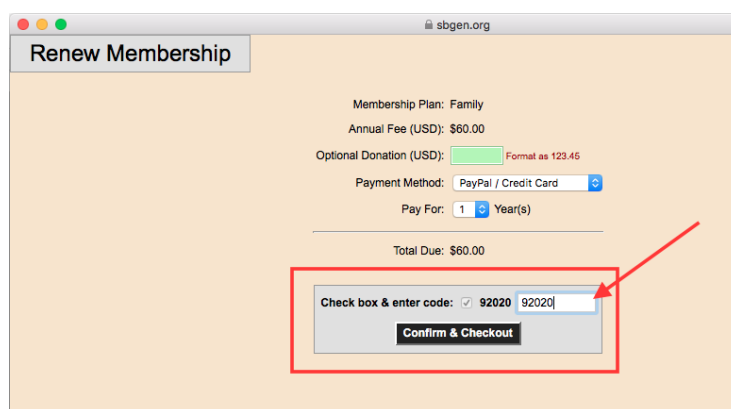 sbgen.org
Renew Membership
Membership Plan: Family
Annual Fee (USD): $60.00
Optional Donation (USD): Format as 123.45
Payment Method: PayPal / Credit Card
Pay For: 1 Year(s)
Total Due: $60.00
Check box & enter code: 92020 92020
Confirm & Checkout